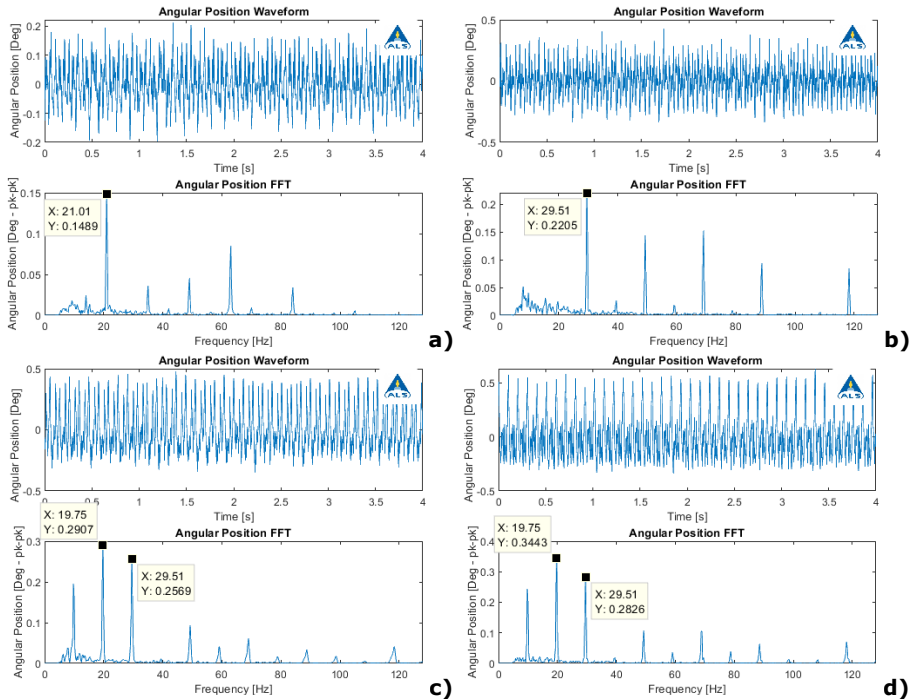 Angular Position Waveform
Angular Position [Deg]
0.2
0.1
0
-0.1
-0.2
ALS
0 0.5 1 1.5 2 2.5 3 3.5 4
Time [s]
Angular Position FFT
Angular Position [Deg - pk-pk]
0.15
0.1
0.05
0
X: 21.01
Y: 0.1489
0 20 40 60 80 100 120
Frequency [Hz]
a)
Angular Position Waveform
Angular Position [Deg]
0.5
0
-0.5
ALS
0 0.5 1 1.5 2 2.5 3 3.5 4
Time [s]
Angular Position FFT
Angular Position [Deg - pk-pk]
0.2
0.15
0.1
0.05
0
X: 29.51
Y: 0.2205
0 20 40 60 80 100 120
Frequency [Hz]
b)
Angular Position Waveform
Angular Position [Deg]
0.5
0
-0.5
ALS
0 0.5 1 1.5 2 2.5 3 3.5 4
Time [s]
Angular Position FFT
Angular Position [Deg - pk-pk]
0.3
0.2
0.1
0
X: 19.75
Y: 0.2907
X: 29.51
Y: 0.2569
0 20 40 60 80 100 120
Frequency [Hz]
c)
Angular Position Waveform
Angular Position [Deg]
0.5
0
-0.5
ALS
0 0.5 1 1.5 2 2.5 3 3.5 4
Time [s]
Angular Position FFT
Angular Position [Deg - pk-pk]
0.4
0.3
0.2
0.1
0
X: 19.75
Y: 0.3443
X: 29.51
Y: 0.2826
0 20 40 60 80 100 120
Frequency [Hz]
d)